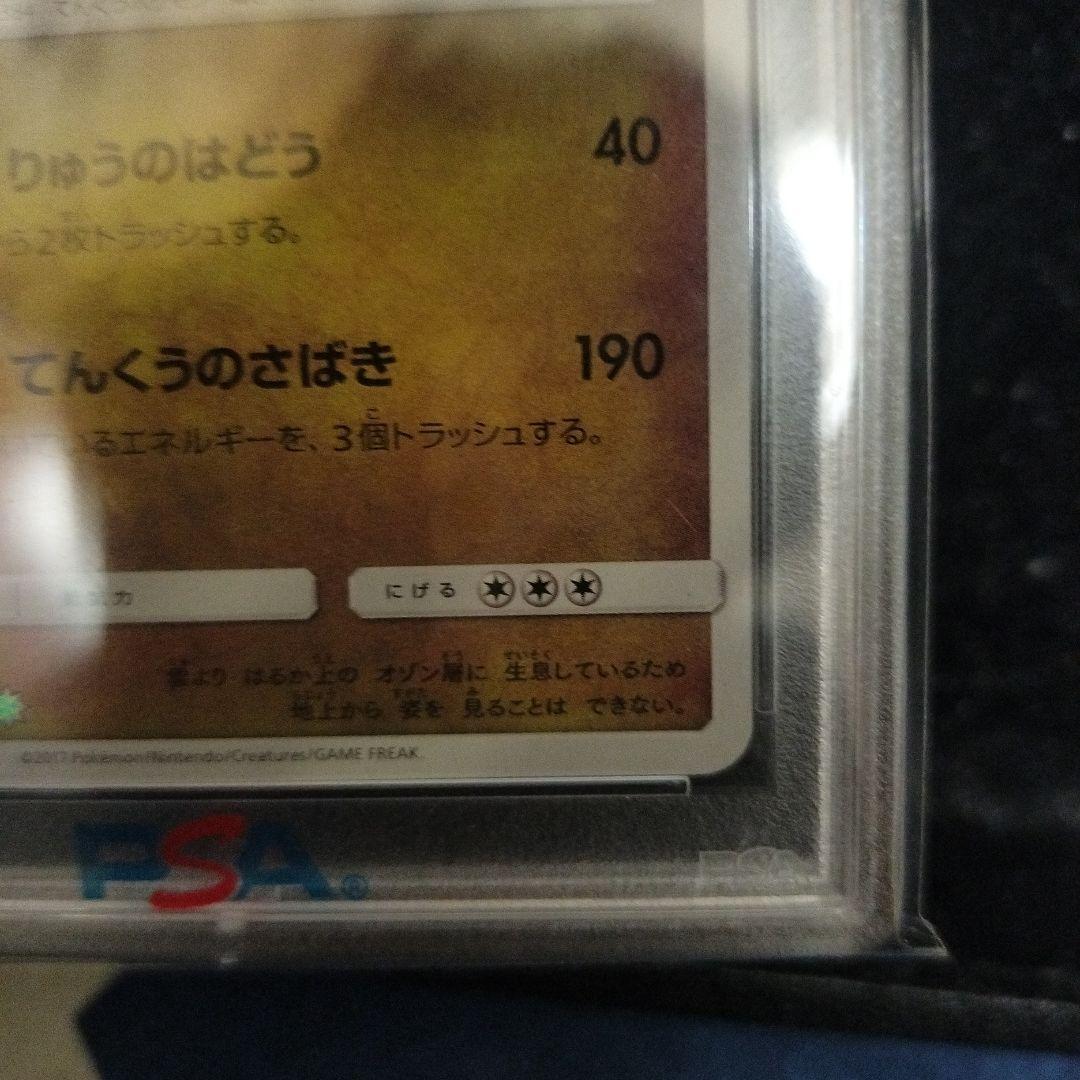 りゅうのはどう 40
ら2枚トラッシュする。
てんくうのさばき 190
いるエネルギーを、3個トラッシュする。
にげる
雲より はるか上の オゾン層に 生息しているため
地上から 姿を 見ることは できない。
©2017 Pokémon/Nintendo/Creatures/GAME FREAK.
PSA®
PSA